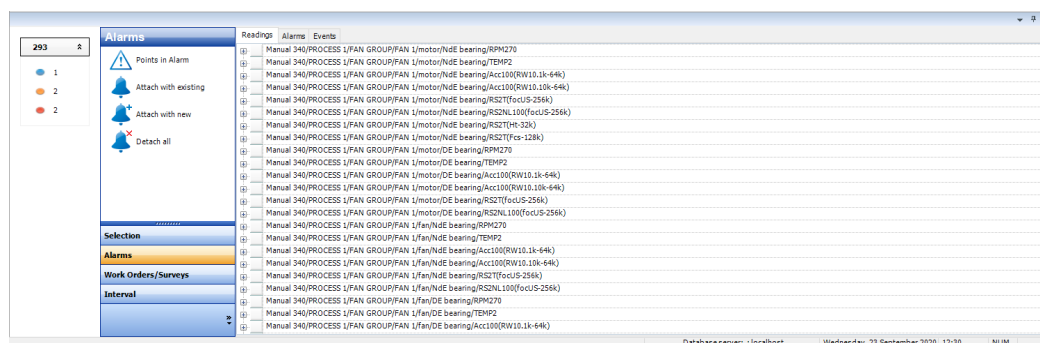 293
1
2
2
Alarms
Points in Alarm
Attach with existing
Attach with new
Detach all
Selection
Alarms
Work Orders/Surveys
Interval
Readings Alarms Events
Manual 340/PROCESS 1/FAN GROUP/FAN 1/motor/NdE bearing/RPM270
Manual 340/PROCESS 1/FAN GROUP/FAN 1/motor/NdE bearing/TEMP2
Manual 340/PROCESS 1/FAN GROUP/FAN 1/motor/NdE bearing/Acc100(RW10.1k-64k)
Manual 340/PROCESS 1/FAN GROUP/FAN 1/motor/NdE bearing/Acc100(RW10.10k-64k)
Manual 340/PROCESS 1/FAN GROUP/FAN 1/motor/NdE bearing/RS2T(focUS-256k)
Manual 340/PROCESS 1/FAN GROUP/FAN 1/motor/NdE bearing/RS2NL100(focUS-256k)
Manual 340/PROCESS 1/FAN GROUP/FAN 1/motor/NdE bearing/RS2T(Ht-32k)
Manual 340/PROCESS 1/FAN GROUP/FAN 1/motor/NdE bearing/RS2T(Fcs-128k)
Manual 340/PROCESS 1/FAN GROUP/FAN 1/motor/DE bearing/RPM270
Manual 340/PROCESS 1/FAN GROUP/FAN 1/motor/DE bearing/TEMP2
Manual 340/PROCESS 1/FAN GROUP/FAN 1/motor/DE bearing/Acc100(RW10.1k-64k)
Manual 340/PROCESS 1/FAN GROUP/FAN 1/motor/DE bearing/Acc100(RW10.10k-64k)
Manual 340/PROCESS 1/FAN GROUP/FAN 1/motor/DE bearing/RS2T(focUS-256k)
Manual 340/PROCESS 1/FAN GROUP/FAN 1/motor/DE bearing/RS2NL100(focUS-256k)
Manual 340/PROCESS 1/FAN GROUP/FAN 1/fan/NdE bearing/RPM270
Manual 340/PROCESS 1/FAN GROUP/FAN 1/fan/NdE bearing/TEMP2
Manual 340/PROCESS 1/FAN GROUP/FAN 1/fan/NdE bearing/Acc100(RW10.1k-64k)
Manual 340/PROCESS 1/FAN GROUP/FAN 1/fan/NdE bearing/Acc100(RW10.10k-64k)
Manual 340/PROCESS 1/FAN GROUP/FAN 1/fan/NdE bearing/RS2T(focUS-256k)
Manual 340/PROCESS 1/FAN GROUP/FAN 1/fan/NdE bearing/RS2NL100(focUS-256k)
Manual 340/PROCESS 1/FAN GROUP/FAN 1/fan/DE bearing/RPM270
Manual 340/PROCESS 1/FAN GROUP/FAN 1/fan/DE bearing/TEMP2
Manual 340/PROCESS 1/FAN GROUP/FAN 1/fan/DE bearing/Acc100(RW10.1k-64k)
Database server: : localhost Wednesday, 23 September 2020 12:30 NUM